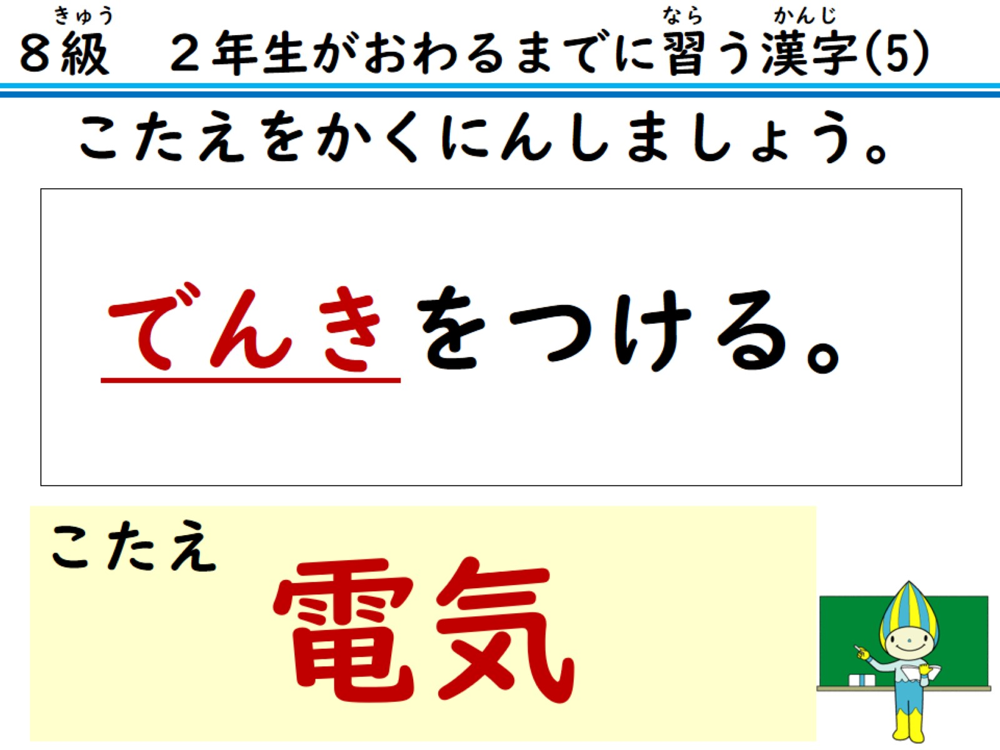 きゅう なら かんじ
8級 2年生がおわるまでに習う漢字(5)
こたえをかくにんしましょう。
でんきをつける。
こたえ
電気